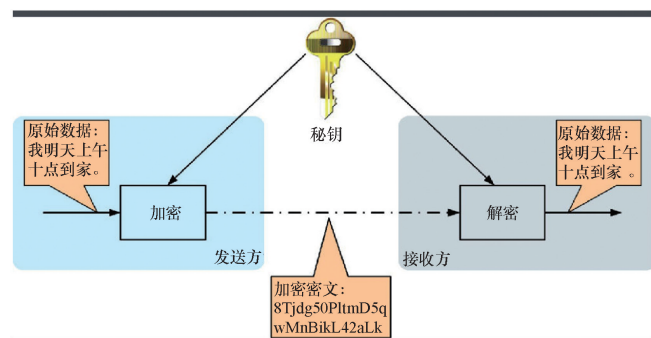 秘钥
原始数据：
我明天上午
十点到家。
加密
发送方
原始数据：
我明天上午
十点到家 。
解密
接收方
加密密文：
8Tjdg50PltmD5q
wMnBikL42aLk